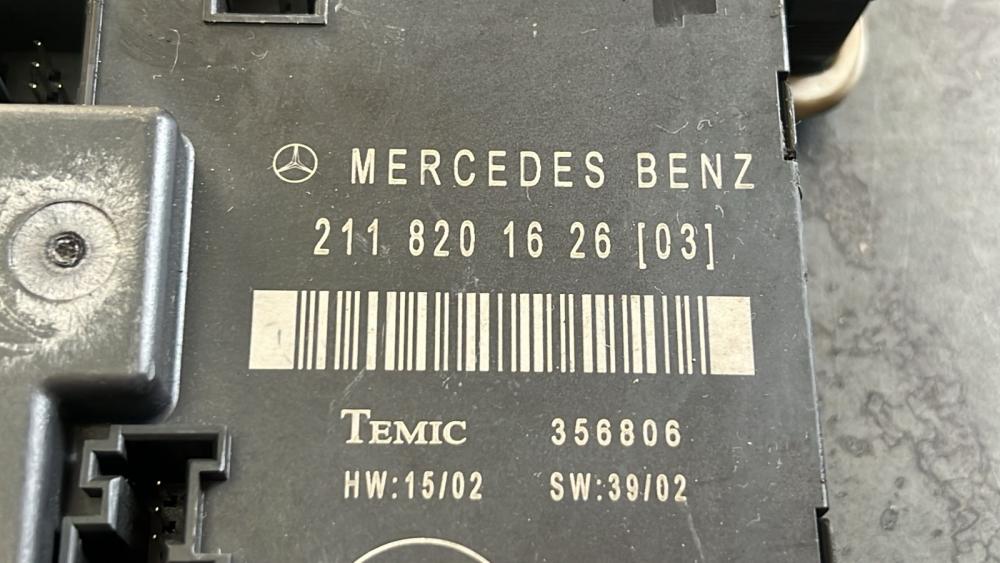 MERCEDES BENZ
211 820 16 26 [03]
TEMIC 356806
HW:15/02 SW:39/02